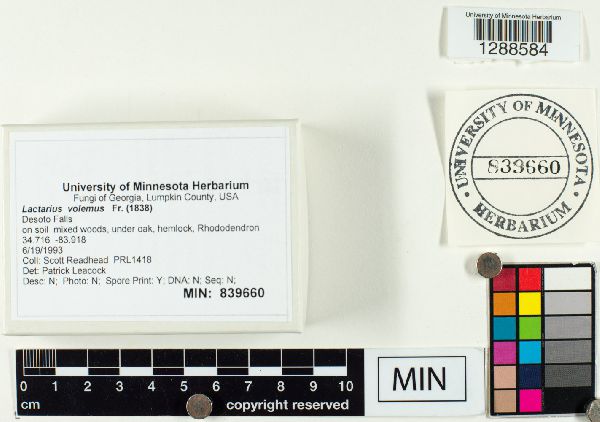 University of Minnesota Herbarium
1288584
UNIVERSITY OF MINNESOTA
839660
• HERBARIUM •
University of Minnesota Herbarium
Fungi of Georgia, Lumpkin County, USA
Lactarius volemus Fr. (1838)
Desoto Falls
on soil mixed woods, under oak, hemlock, Rhododendron
34.716 -83.918
6/19/1993
Coll: Scott Readhead PRL1418
Det: Patrick Leacock
Desc: N; Photo: N; Spore Print: Y; DNA: N; Seq: N;
MIN: 839660
0 1 2 3 4 5 6 7 8 9 10
cm copyright reserved
MIN